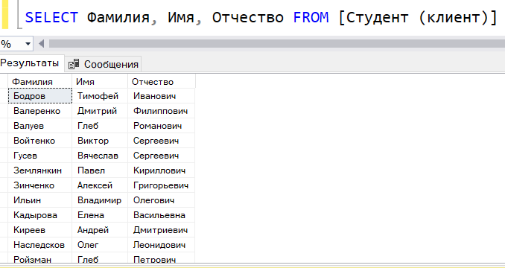 SELECT Фамилия, Имя, Отчество FROM [Студент (клиент)]
%
Результаты Сообщения
Фамилия Имя Отчество
Бодров Тимофей Иванович
Валеренко Дмитрий Филиппович
Валуев Глеб Романович
Войтенко Виктор Сергеевич
Гусев Вячеслав Сергеевич
Землянкин Павел Кириллович
Зинченко Алексей Григорьевич
Ильин Владимир Олегович
Кадырова Елена Васильевна
Киреев Андрей Дмитриевич
Наследсков Олег Леонидович
Ройзман Глеб Петрович